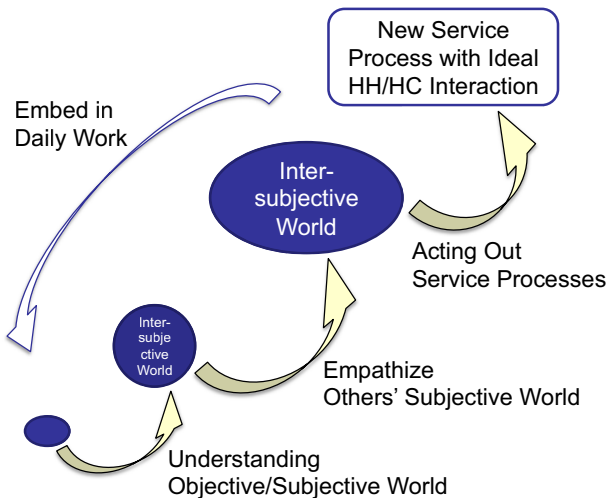 New Service
Process with Ideal
HH/HC Interaction
Embed in
Daily Work
Inter-
subjective
World
Acting Out
Service Processes
Inter-
subje
ctive
World
Empathize
Others' Subjective World
Understanding
Objective/Subjective World